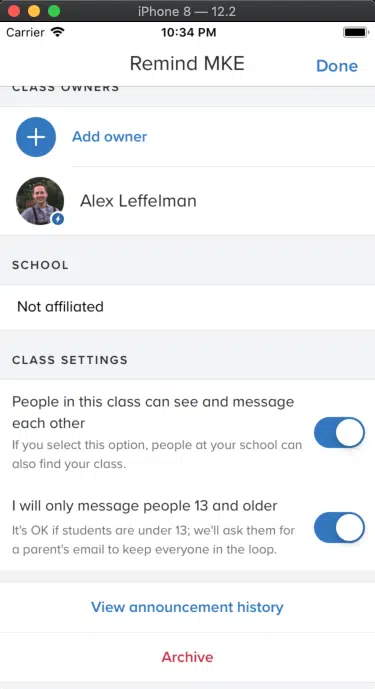 iPhone 8 — 12.2
Carrier 10:34 PM
Remind MKE Done
CLASS OWNERS
Add owner
Alex Leffelman
SCHOOL
Not affiliated
CLASS SETTINGS
People in this class can see and message
each other
If you select this option, people at your school can
also find your class.
I will only message people 13 and older
It's OK if students are under 13; we'll ask them for
a parent's email to keep everyone in the loop.
View announcement history
Archive